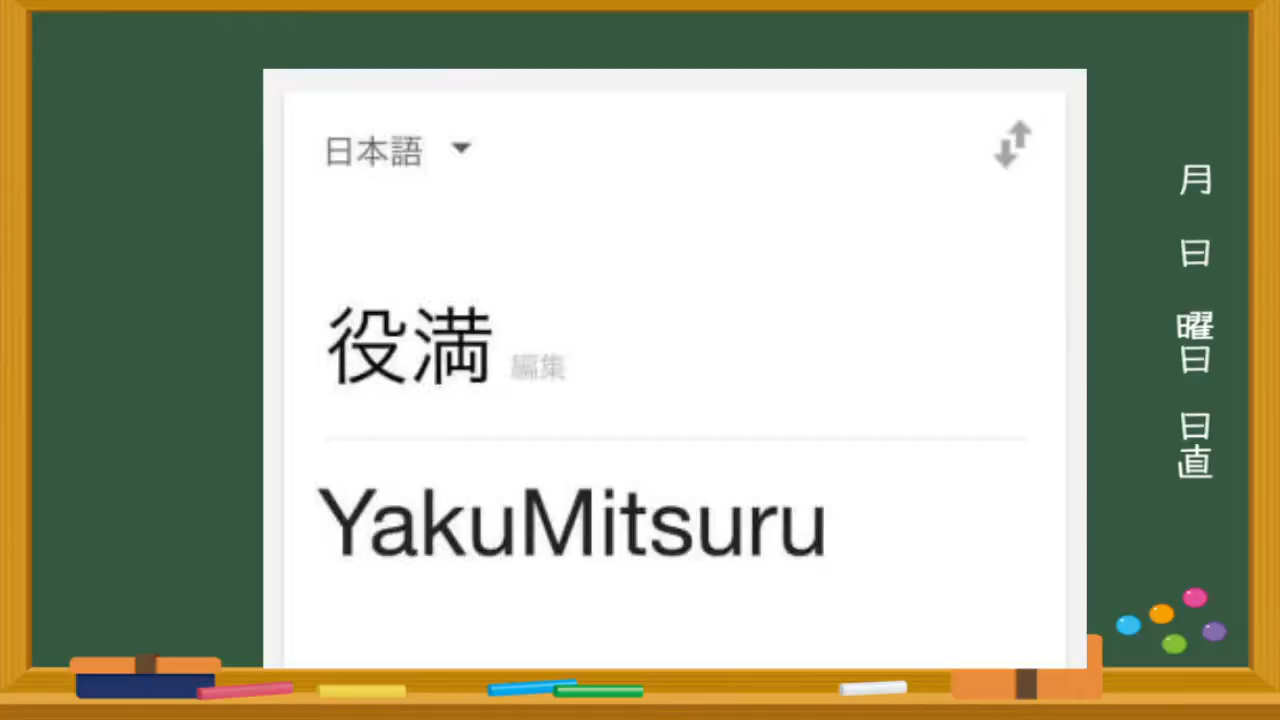 日本語
役満 編集
YakuMitsuru
月 日 曜日 日直